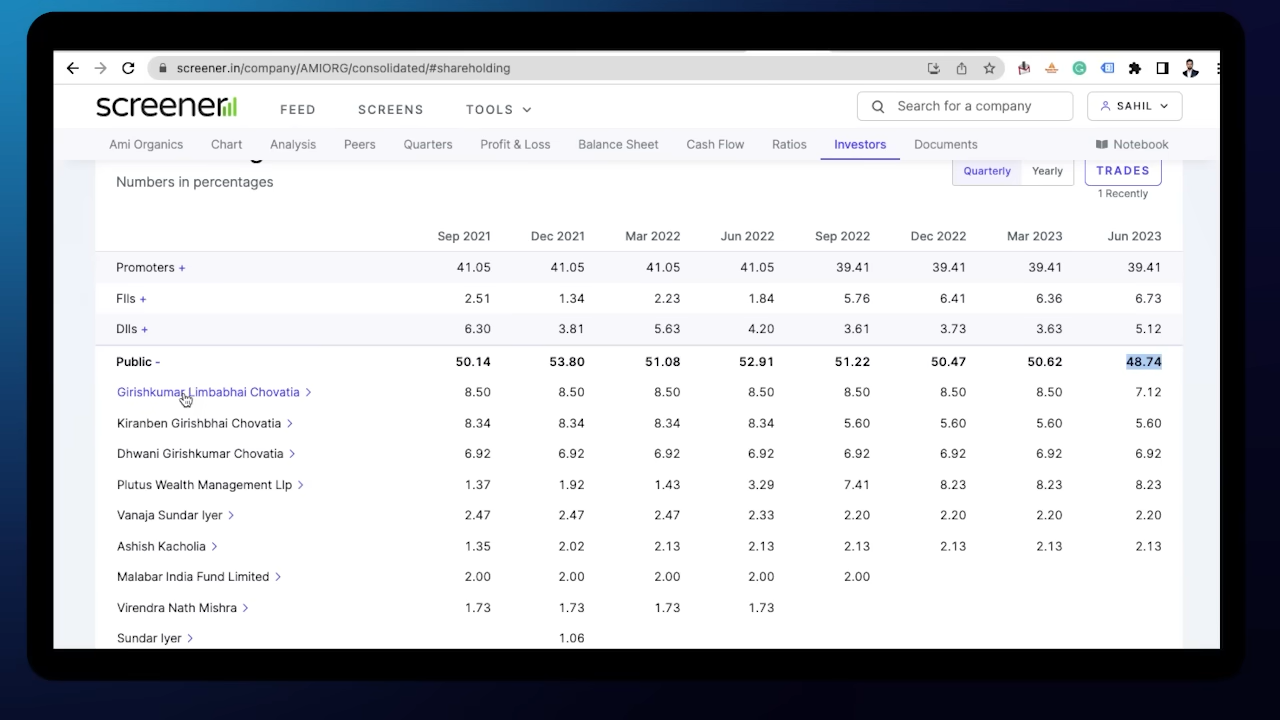 screener.in/company/AMIORG/consolidated/#shareholding
screener FEED SCREENS TOOLS Search for a company SAHIL
Ami Organics Chart Analysis Peers Quarters Profit & Loss Balance Sheet Cash Flow Ratios Investors Documents Notebook
Numbers in percentages Quarterly Yearly TRADES
1 Recently
Sep 2021 Dec 2021 Mar 2022 Jun 2022 Sep 2022 Dec 2022 Mar 2023 Jun 2023
Promoters + 41.05 41.05 41.05 41.05 39.41 39.41 39.41 39.41
FIIs + 2.51 1.34 2.23 1.84 5.76 6.41 6.36 6.73
DIIs + 6.30 3.81 5.63 4.20 3.61 3.73 3.63 5.12
Public - 50.14 53.80 51.08 52.91 51.22 50.47 50.62 48.74
Girishkumar Limbabhai Chovatia 8.50 8.50 8.50 8.50 8.50 8.50 8.50 7.12
Kiranben Girishbhai Chovatia 8.34 8.34 8.34 8.34 5.60 5.60 5.60 5.60
Dhwani Girishkumar Chovatia 6.92 6.92 6.92 6.92 6.92 6.92 6.92 6.92
Plutus Wealth Management Llp 1.37 1.92 1.43 3.29 7.41 8.23 8.23 8.23
Vanaja Sundar Iyer 2.47 2.47 2.47 2.33 2.20 2.20 2.20 2.20
Ashish Kacholia 1.35 2.02 2.13 2.13 2.13 2.13 2.13 2.13
Malabar India Fund Limited 2.00 2.00 2.00 2.00 2.00
Virendra Nath Mishra 1.73 1.73 1.73 1.73
Sundar Iyer 1.06